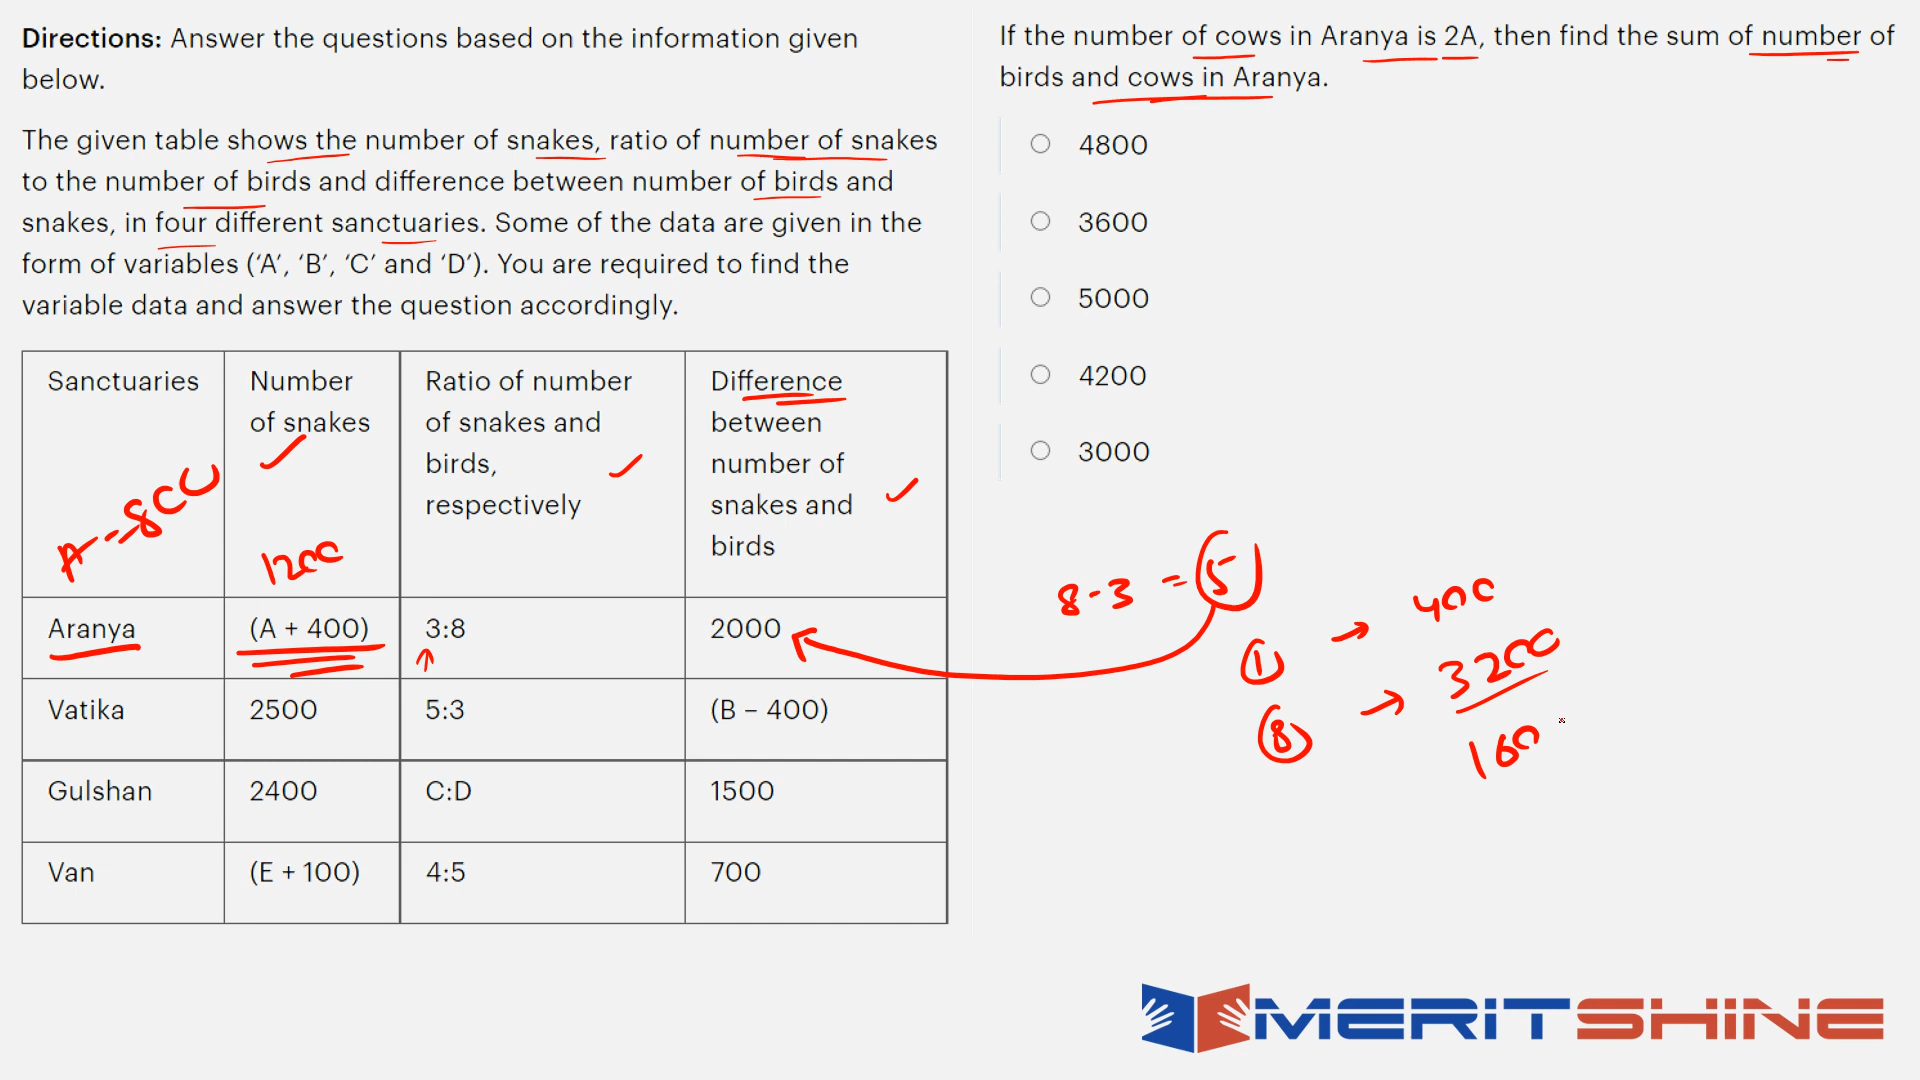 Directions: Answer the questions based on the information given
below.
The given table shows the number of snakes, ratio of number of snakes
to the number of birds and difference between number of birds and
snakes, in four different sanctuaries. Some of the data are given in the
form of variables (‘A’, ‘B’, ‘C’ and ‘D’). You are required to find the
variable data and answer the question accordingly.
Sanctuaries
Number
of snakes
Ratio of number
of snakes and
birds,
respectively
Difference
between
number of
snakes and
birds
1200
Aranya (A + 400) 3:8 2000
Vatika 2500 5:3 (B – 400)
Gulshan 2400 C:D 1500
Van (E + 100) 4:5 700
If the number of cows in Aranya is 2A, then find the sum of number of
birds and cows in Aranya.
4800
3600
5000
4200
3000
8-3 = 5
1 → 400
8 → 3200
160
MERITSHINE